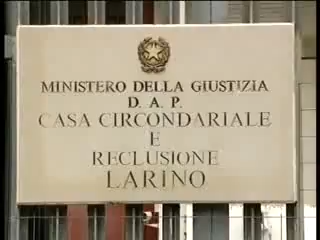 MINISTERO DELLA GIUSTIZIA
D. A. P.
CASA CIRCONDARIALE
E
RECLUSIONE
LARINO